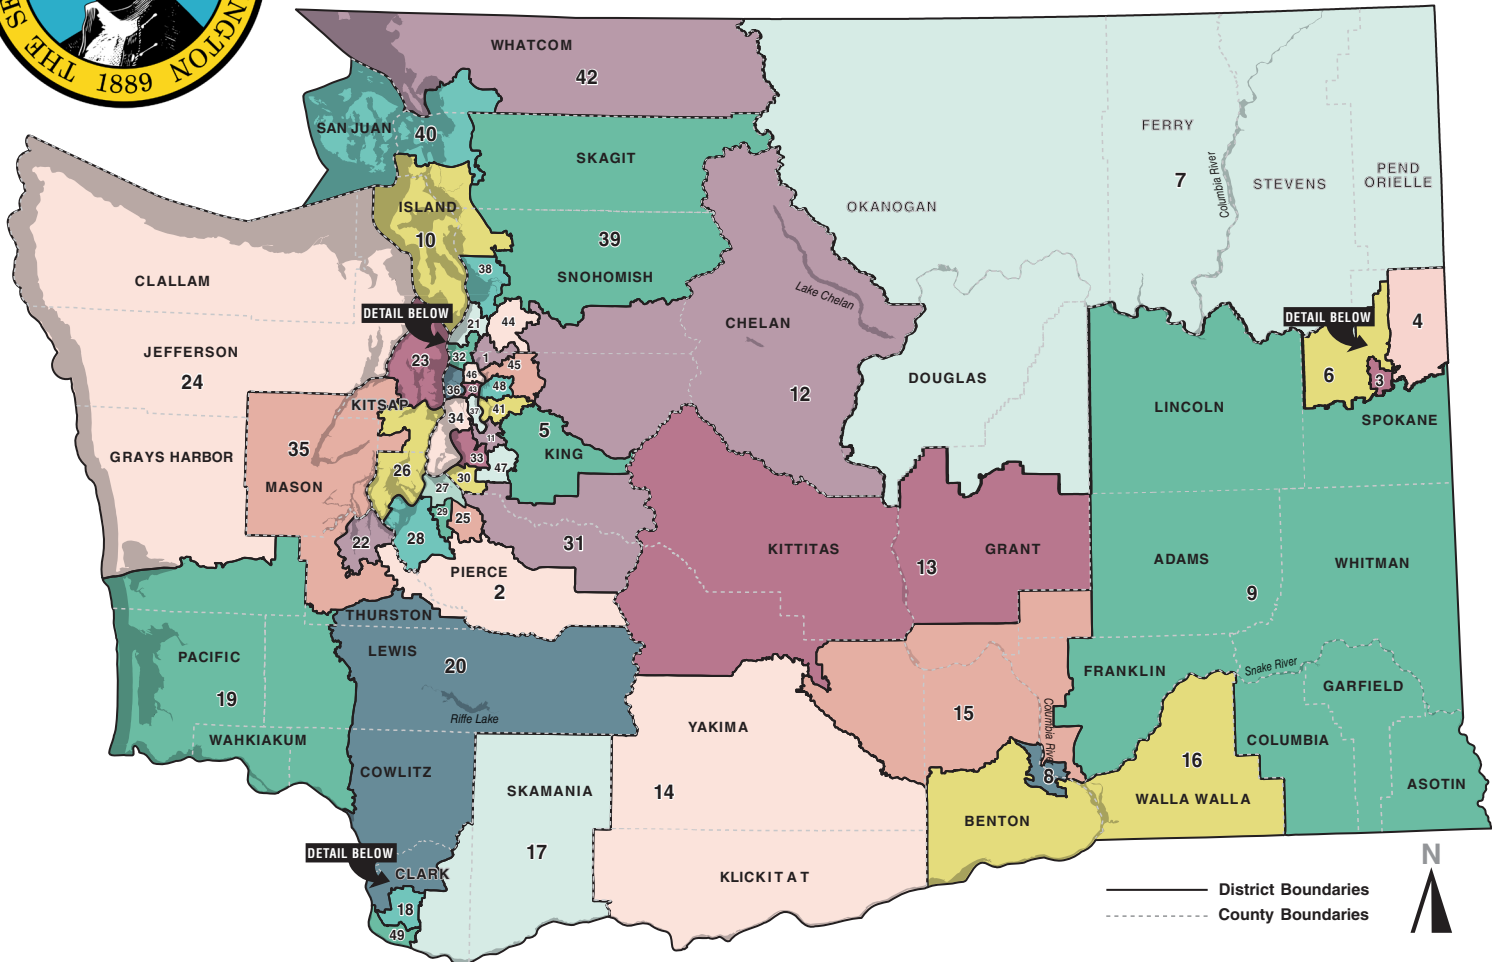 THE SE
1889
NGTON
WHATCOM
42
SAN JUAN
40
SKAGIT
FERRY
7
Columbia River
STEVENS
PEND
ORIELLE
ISLAND
10
OKANOGAN
39
SNOHOMISH
38
CLALLAM
Lake Chelan
DETAIL BELOW
21
44
CHELAN
DETAIL BELOW
4
JEFFERSON
24
23
32
1
45
46
36
43
48
12
DOUGLAS
6
3
KITSAP
34
37
41
LINCOLN
SPOKANE
35
GRAYS HARBOR
MASON
11
5
KING
33
47
26
30
27
29
25
28
22
31
KITTITAS
GRANT
13
ADAMS
WHITMAN
9
PIERCE
2
THURSTON
LEWIS
20
PACIFIC
19
Riffe Lake
WAHKIAKUM
YAKIMA
15
Columbia River
FRANKLIN
Snake River
GARFIELD
COLUMBIA
COWLITZ
SKAMANIA
14
8
16
WALLA WALLA
ASOTIN
BENTON
17
DETAIL BELOW
CLARK
18
49
KLICKITAT
N
District Boundaries
County Boundaries